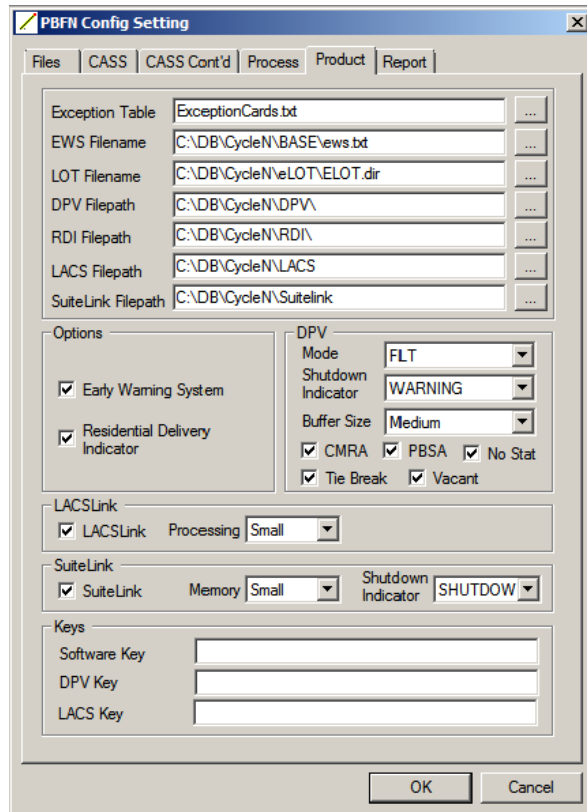 PBFN Config Setting
Files CASS CASS Cont'd Process Product Report
Exception Table ExceptionCards.txt ...
EWS Filename C:\DB\CycleN\BASE\ews.txt ...
LOT Filename C:\DB\CycleN\eLOT\ELOT.dir ...
DPV Filepath C:\DB\CycleN\DPV\ ...
RDI Filepath C:\DB\CycleN\RDI\ ...
LACS Filepath C:\DB\CycleN\LACS ...
SuiteLink Filepath C:\DB\CycleN\Suitelink ...
Options
Early Warning System
Residential Delivery
Indicator
DPV
Mode FLT
Shutdown
Indicator WARNING
Buffer Size Medium
CMRA PBSA No Stat
Tie Break Vacant
LACSLink
LACSLink Processing Small
SuiteLink
SuiteLink Memory Small Shutdown
Indicator SHUTDOW
Keys
Software Key
DPV Key
LACS Key
OK Cancel